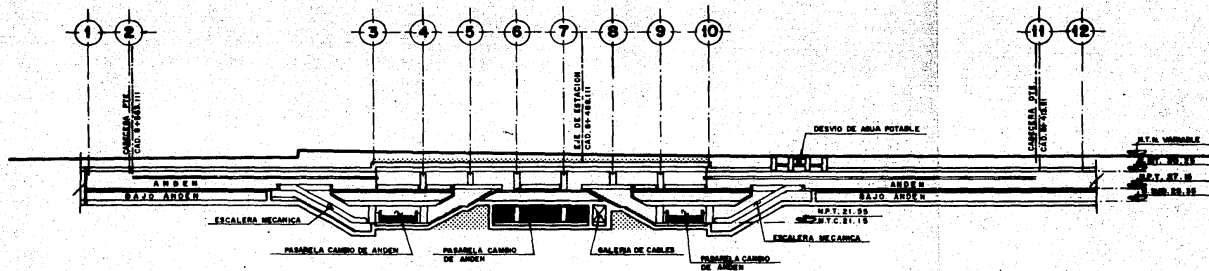 1 2 3 4 5 6 7 8 9 10 11 12
CABECERA PTE.
EJE DE ESTACION
CABECERA OTE.
DESVIO DE AGUA POTABLE
N.T.N. VARIABLE
ANDEN
ANDEN
BAJO ANDEN
BAJO ANDEN
ESCALERA MECANICA
N.P.T. 21.55
N.T.C. 21.15
ESCALERA MECANICA
PASARELA CAMBIO DE ANDEN
PASARELA CAMBIO
DE ANDEN
GALERIA DE CABLES
PASARELA CAMBIO
DE ANDEN